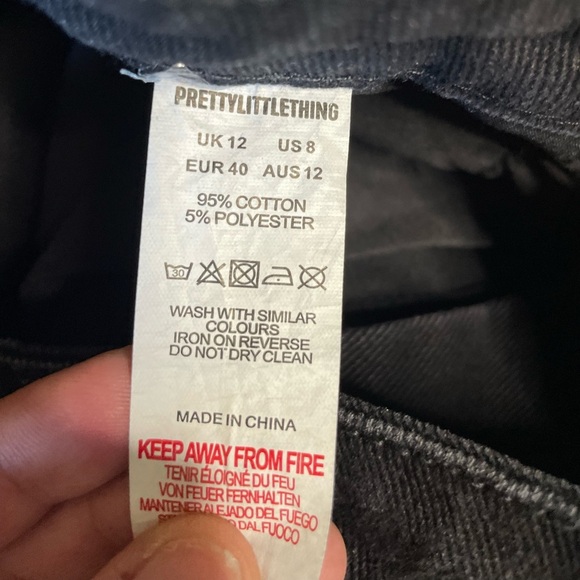 PRETTYLITTLETHING
UK 12 US 8
EUR 40 AUS 12
95% COTTON
5% POLYESTER
30
WASH WITH SIMILAR
COLOURS
IRON ON REVERSE
DO NOT DRY CLEAN
MADE IN CHINA
KEEP AWAY FROM FIRE
TENIR ÉLOIGNÉ DU FEU
VON FEUER FERNHALTEN
MANTENER ALEJADO DEL FUEGO
DAL FUOCO